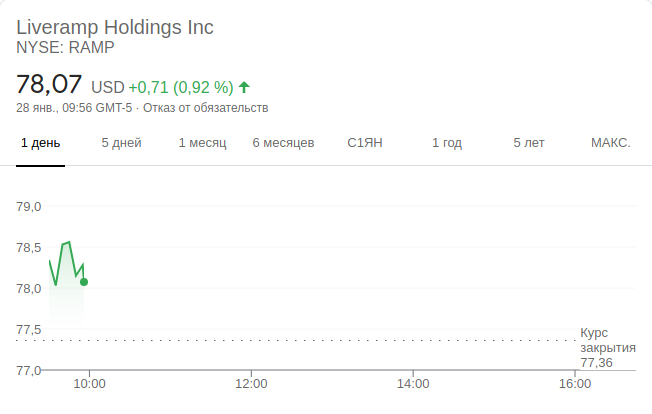 Liveramp Holdings Inc
NYSE: RAMP
78,07 USD +0,71 (0,92 %)
28 янв., 09:56 GMT-5 · Отказ от обязательств
1 день 5 дней 1 месяц 6 месяцев С1ЯН 1 год 5 лет МАКС.
79,0
78,5
78,0
77,5
77,0
Курс
закрытия
77,36
10:00 12:00 14:00 16:00